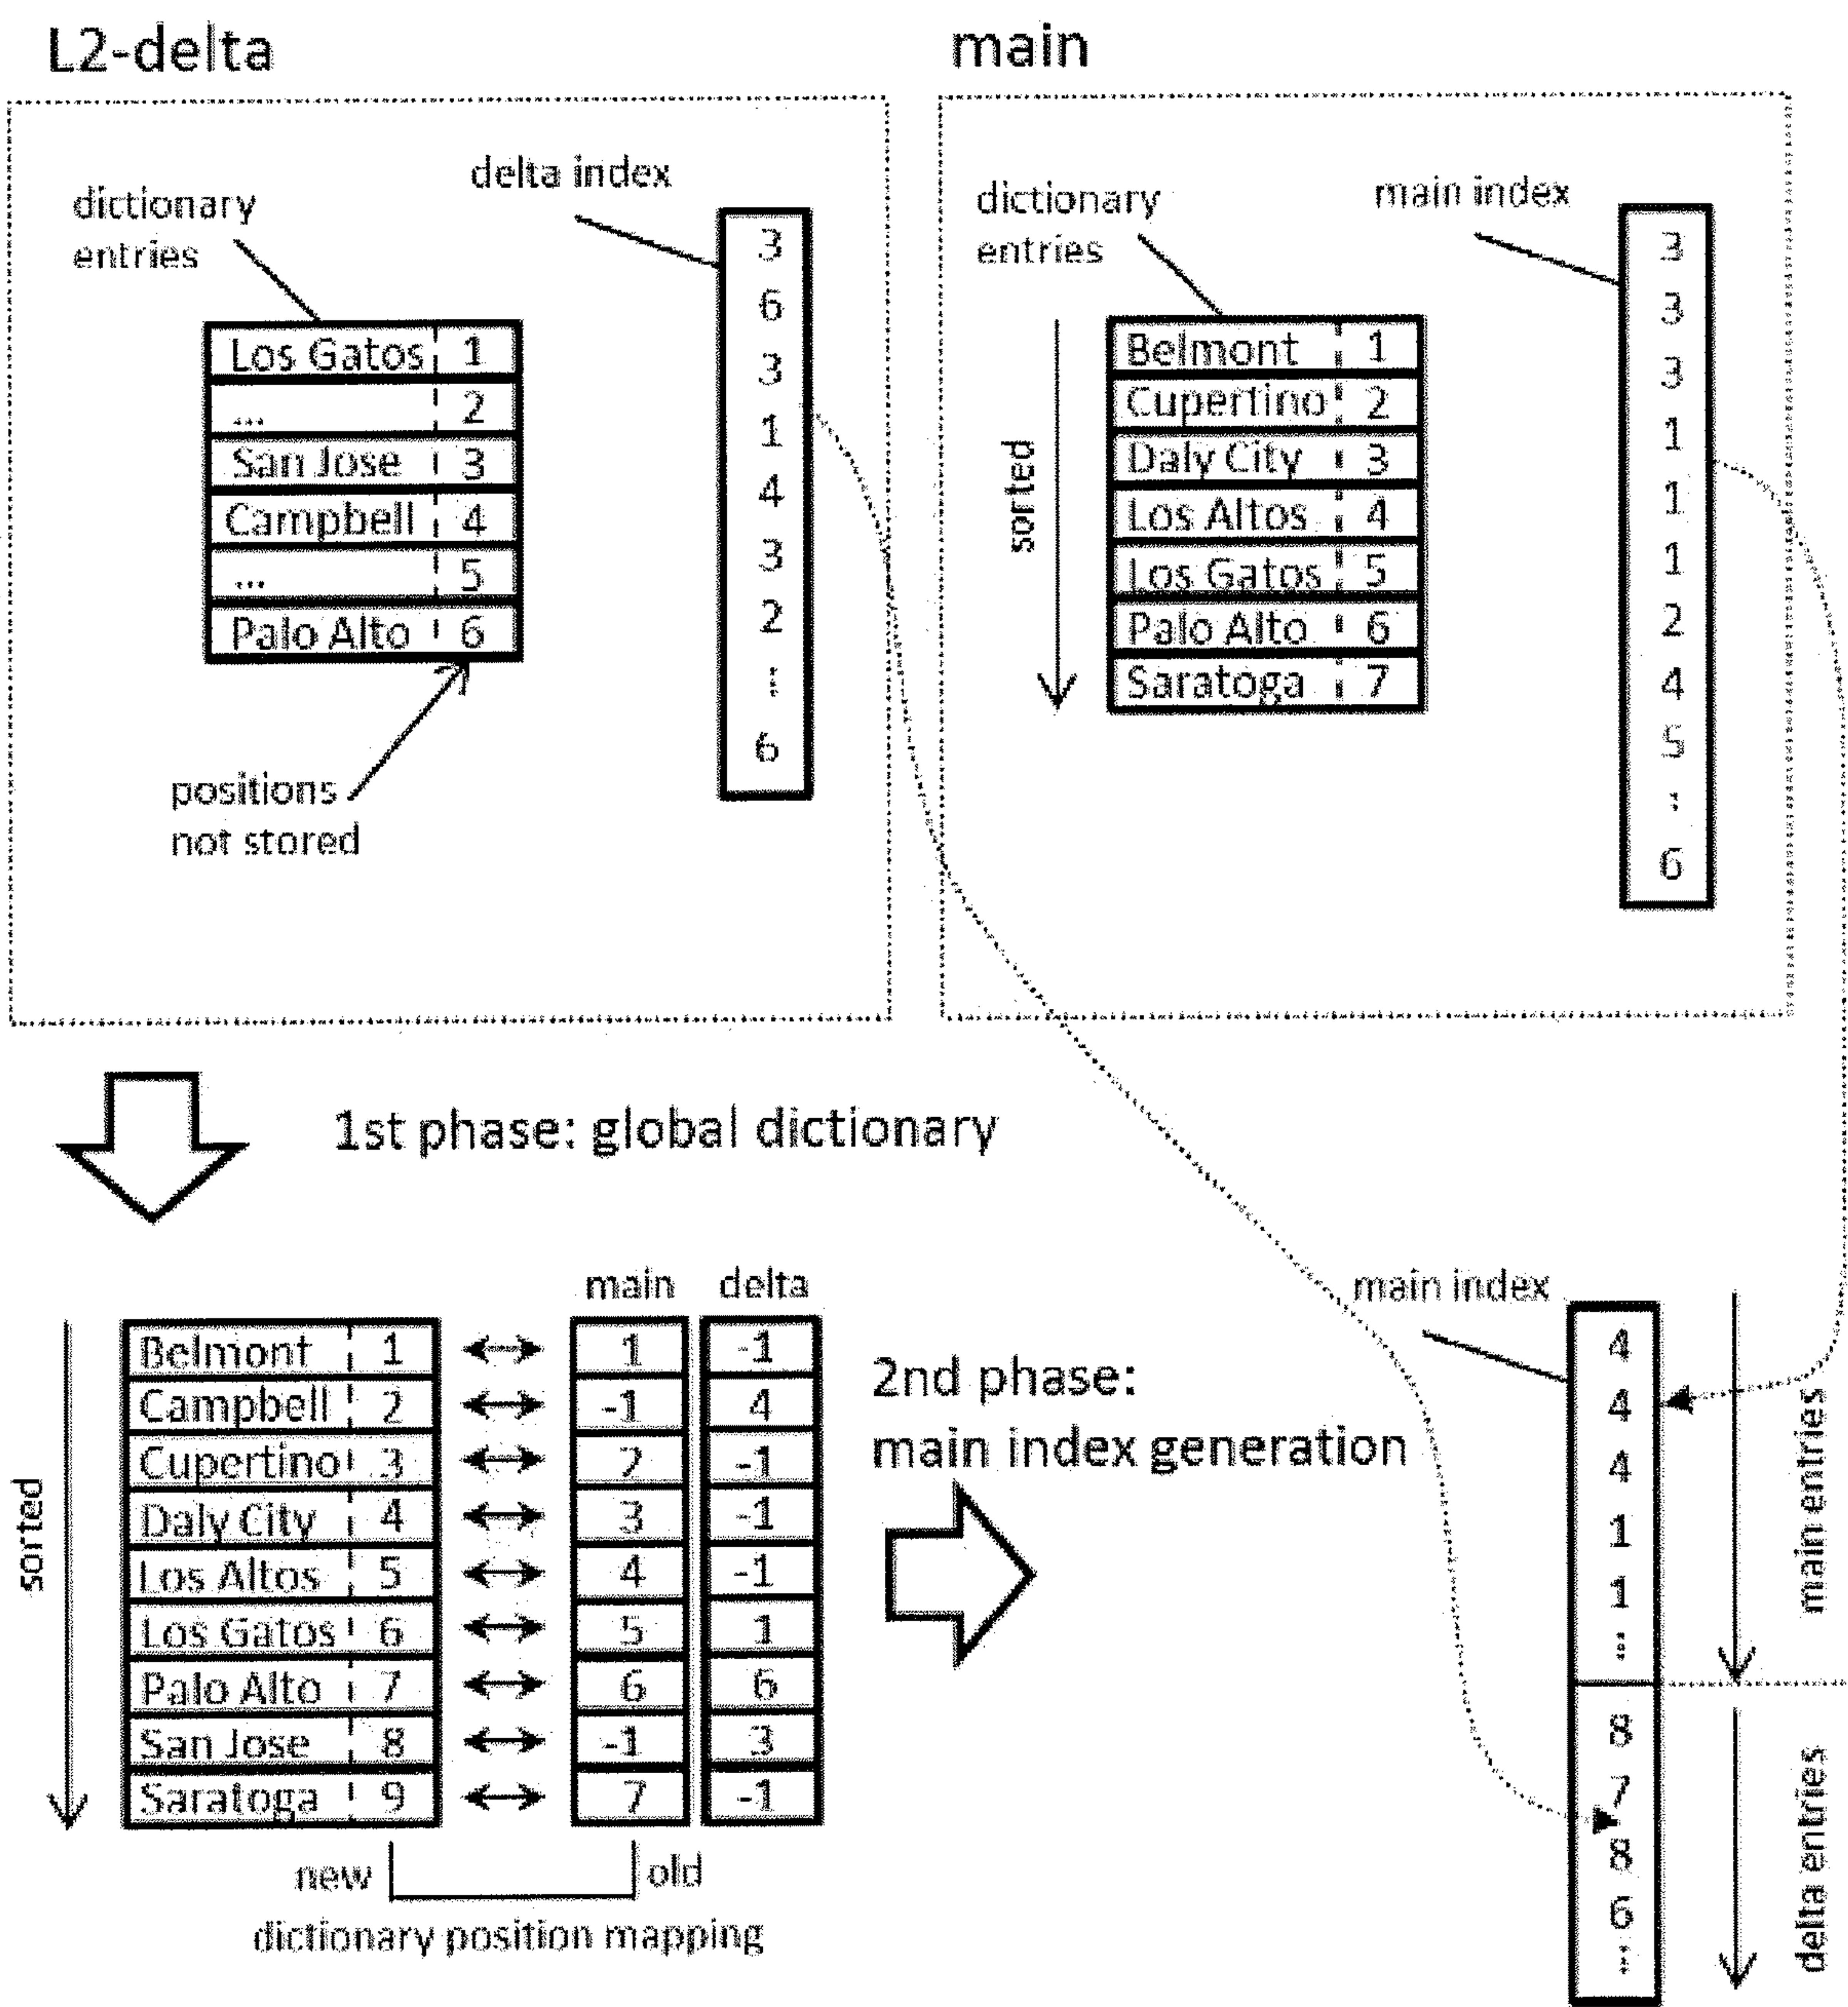 L2-delta
dictionary
entries
delta index
Los Gatos 1
... 2
San Jose 3
Campbell 4
... 5
Palo Alto 6
positions
not stored
3
6
3
1
4
3
2
⋮
6
main
dictionary
entries
main index
sorted
Belmont 1
Cupertino 2
Daly City 3
Los Altos 4
Los Gatos 5
Palo Alto 6
Saratoga 7
3
3
3
1
1
1
2
4
5
⋮
6
1st phase: global dictionary
main delta
sorted
Belmont 1 1 -1
Campbell 2 -1 4
Cupertino 3 2 -1
Daly City 4 3 -1
Los Altos 5 4 -1
Los Gatos 6 5 1
Palo Alto 7 6 6
San Jose 8 -1 3
Saratoga 9 7 -1
new old
dictionary position mapping
2nd phase:
main index generation
main index
4
4
4
1
1
⋮
8
7
8
6
⋮
main entries
delta entries